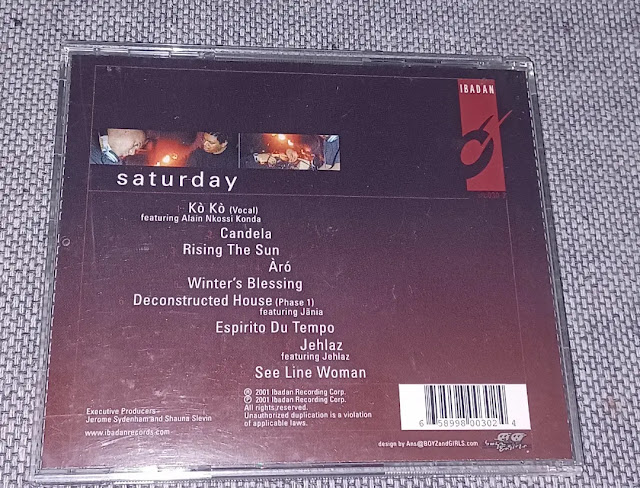 IBADAN
saturday
Kò Kò (Vocal)
featuring Alain Nkossi Konda
Candela
Rising The Sun
Àró
Winter's Blessing
Deconstructed House (Phase 1)
featuring Jānia
Espirito Du Tempo
Jehlaz
featuring Jehlaz
See Line Woman
℗ 2001 Ibadan Recording Corp.
© 2001 Ibadan Recording Corp.
All rights reserved.
Unauthorized duplication is a violation
of applicable laws.
Executive Producers –
Jerome Sydenham and Shauna Slevin
www.ibadanrecords.com
6 58998 00302 4
design by Ans@BOYZandGIRLS.com